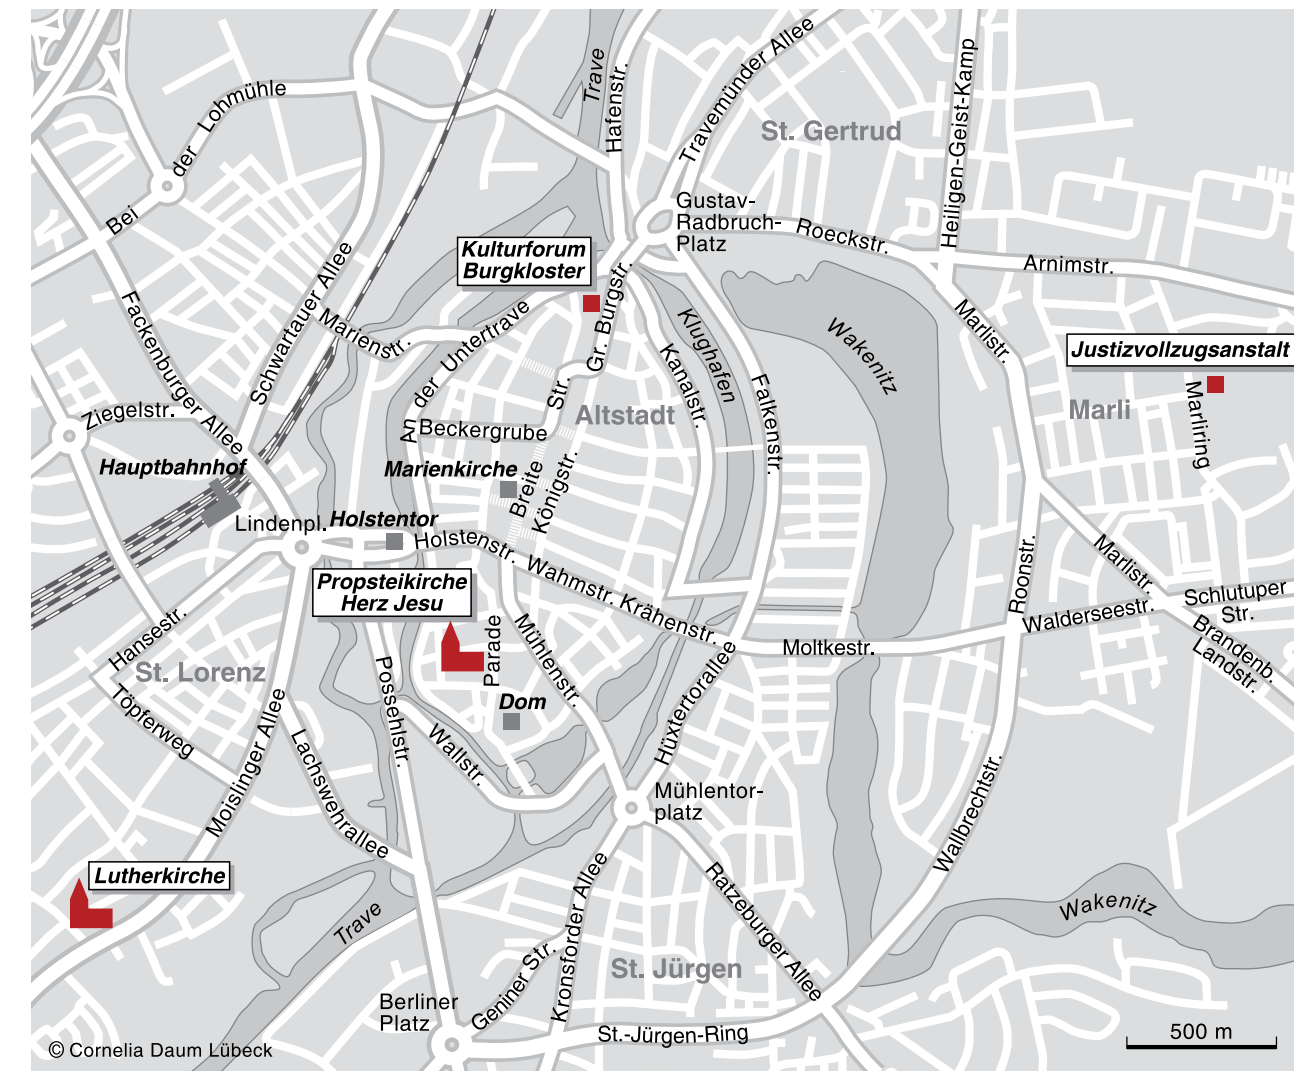 Trave
Hafenstr.
Travemünder Allee
St. Gertrud
Heiligen-Geist-Kamp
Bei
der
Lohmühle
Gustav-
Radbruch-
Platz
Roeckstr.
Arnimstr.
Kulturforum
Burgkloster
Fackenburger Allee
Schwartauer Allee
Marienstr.
An der Untertrave
Gr. Burgstr.
Klughafen
Kanalstr.
Falkenstr.
Wakenitz
Marlistr.
Justizvollzugsanstalt
Marli
Marliring
Ziegelstr.
Hauptbahnhof
Beckergrube
Str.
Breite
Altstadt
Marienkirche
Königstr.
Lindenpl.
Holstentor
Holstenstr.
Wahmstr.
Krähenstr.
Propsteikirche
Herz Jesu
Parade
Mühlenstr.
Dom
Hansestr.
St. Lorenz
Töpferweg
Possehlstr.
Wallstr.
Moislinger Allee
Lachswehrallee
Hüxtertorallee
Moltkestr.
Roonstr.
Marlistr.
Walderseestr.
Schlutuper
Str.
Brandenb.
Landstr.
Mühlentor-
platz
Wallbrechtstr.
Lutherkirche
Trave
Kronsforder Allee
Ratzeburger Allee
Wakenitz
St. Jürgen
Geniner Str.
Berliner
Platz
St.-Jürgen-Ring
500 m
© Cornelia Daum Lübeck